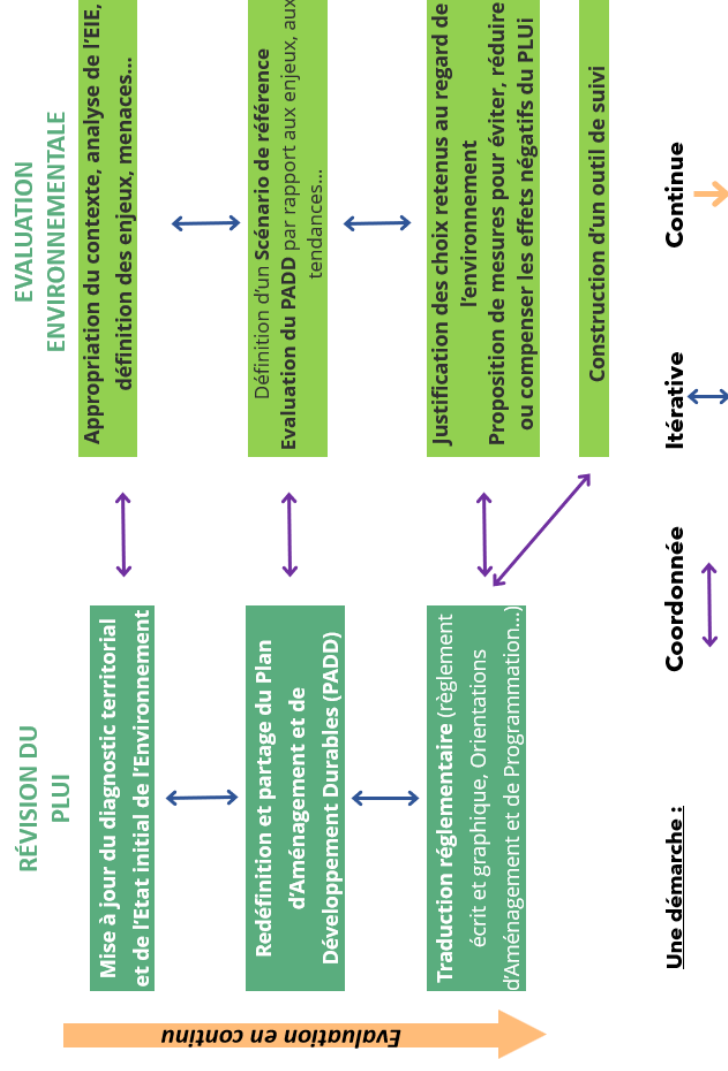 RÉVISION DU
PLUI
EVALUATION
ENVIRONNEMENTALE
Evaluation en continu
Mise à jour du diagnostic territorial
et de l'Etat initial de l'Environnement
Appropriation du contexte, analyse de l'EIE,
définition des enjeux, menaces...
Redéfinition et partage du Plan
d'Aménagement et de
Développement Durables (PADD)
Définition d'un Scénario de référence
Evaluation du PADD par rapport aux enjeux, aux
tendances...
Traduction réglementaire (règlement
écrit et graphique, Orientations
d'Aménagement et de Programmation...)
Justification des choix retenus au regard de
l'environnement
Proposition de mesures pour éviter, réduire
ou compenser les effets négatifs du PLUi
Construction d'un outil de suivi
Une démarche :
Coordonnée
Itérative
Continue